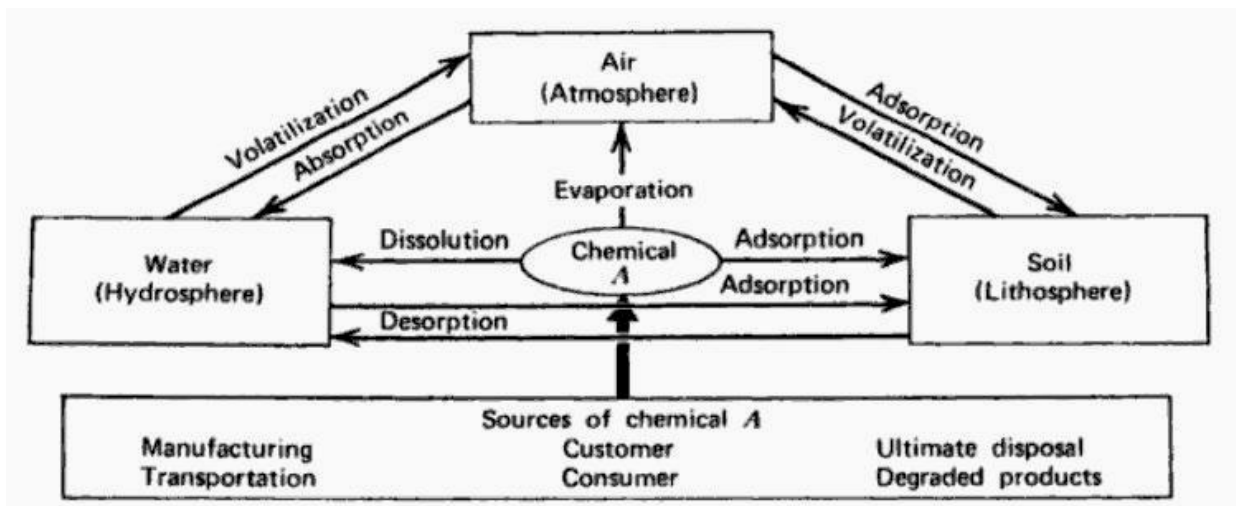 Air
(Atmosphere)
Volatilization
Absorption
Adsorption
Volatilization
Evaporation
Water
(Hydrosphere)
Dissolution
Chemical
A
Adsorption
Soil
(Lithosphere)
Adsorption
Desorption
Sources of chemical A
Manufacturing Customer Ultimate disposal
Transportation Consumer Degraded products